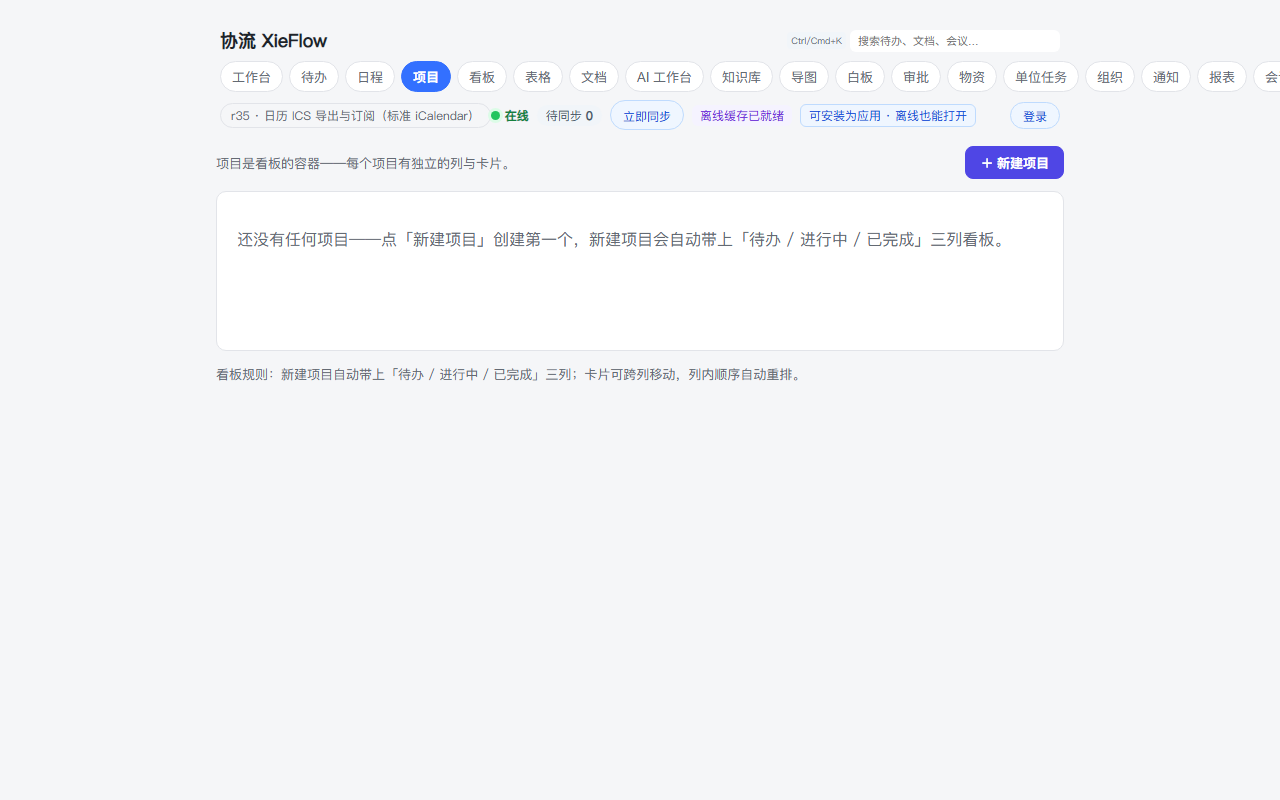 协流 XieFlow
Ctrl/Cmd+K 搜索待办、文档、会议...
工作台 待办 日程 项目 看板 表格 文档 AI 工作台 知识库 导图 白板 审批 物资 单位任务 组织 通知 报表 会
r35 · 日历 ICS 导出与订阅（标准 iCalendar） 在线 待同步 0 立即同步 离线缓存已就绪 可安装为应用 · 离线也能打开 登录
项目是看板的容器——每个项目有独立的列与卡片。
＋ 新建项目
还没有任何项目——点「新建项目」创建第一个，新建项目会自动带上「待办 / 进行中 / 已完成」三列看板。
看板规则：新建项目自动带上「待办 / 进行中 / 已完成」三列；卡片可跨列移动，列内顺序自动重排。